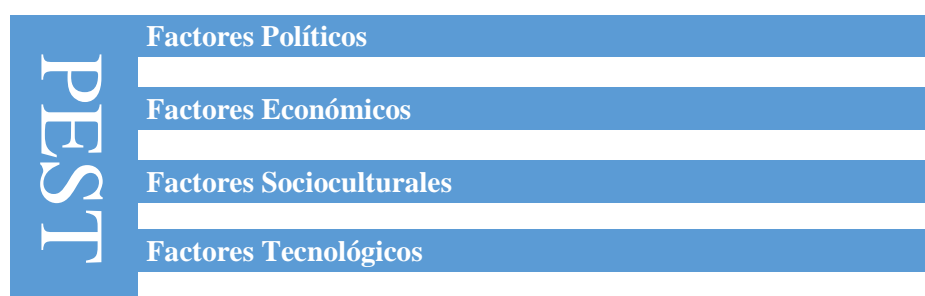 PEST
Factores Políticos
Factores Económicos
Factores Socioculturales
Factores Tecnológicos